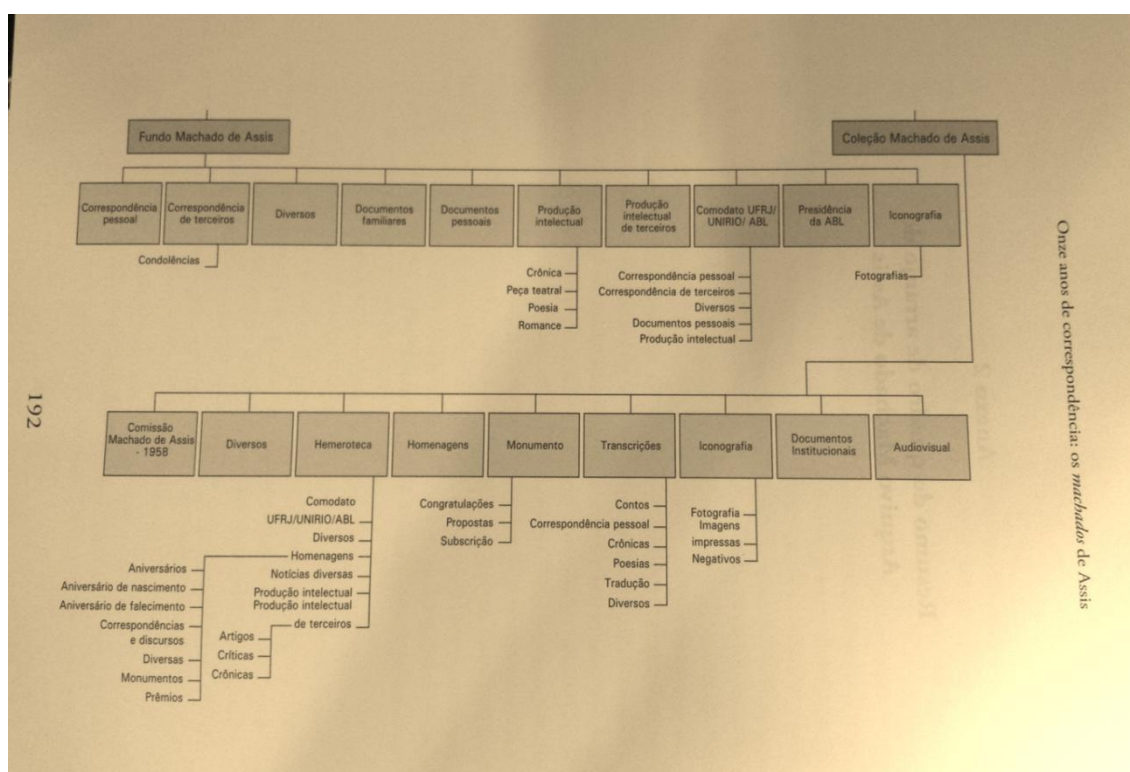 Fundo Machado de Assis
Coleção Machado de Assis
Correspondência
pessoal
Correspondência
de terceiros
Diversos
Documentos
familiares
Documentos
pessoais
Produção
intelectual
Produção
intelectual
de terceiros
Comodato UFRJ/
UNIRIO/ ABL
Presidência
da ABL
Iconografia
Condolências
Crônica
Peça teatral
Poesia
Romance
Correspondência pessoal
Correspondência de terceiros
Diversos
Documentos pessoais
Produção intelectual
Fotografias
Comissão
Machado de Assis
- 1958
Diversos
Hemeroteca
Homenagens
Monumento
Transcrições
Iconografia
Documentos
Institucionais
Audiovisual
Comodato
UFRJ/UNIRIO/ABL
Diversos
Homenagens
Notícias diversas
Produção intelectual
Produção intelectual
de terceiros
Aniversários
Aniversário de nascimento
Aniversário de falecimento
Correspondências
e discursos
Diversas
Monumentos
Prêmios
Artigos
Críticas
Crônicas
Congratulações
Propostas
Subscrição
Contos
Correspondência pessoal
Crônicas
Poesias
Tradução
Diversos
Fotografia
Imagens
impressas
Negativos
Onze anos de correspondência: os machados de Assis
192